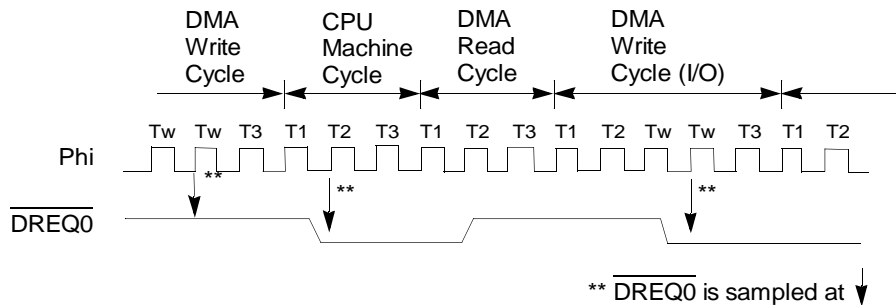 DMA Write Cycle
CPU Machine Cycle
DMA Read Cycle
DMA Write Cycle (I/O)
Phi Tw Tw T3 T1 T2 T3 T1 T2 T3 T1 T2 Tw Tw T3 T1 T2
** ** **
DREQ0
** DREQ0 is sampled at